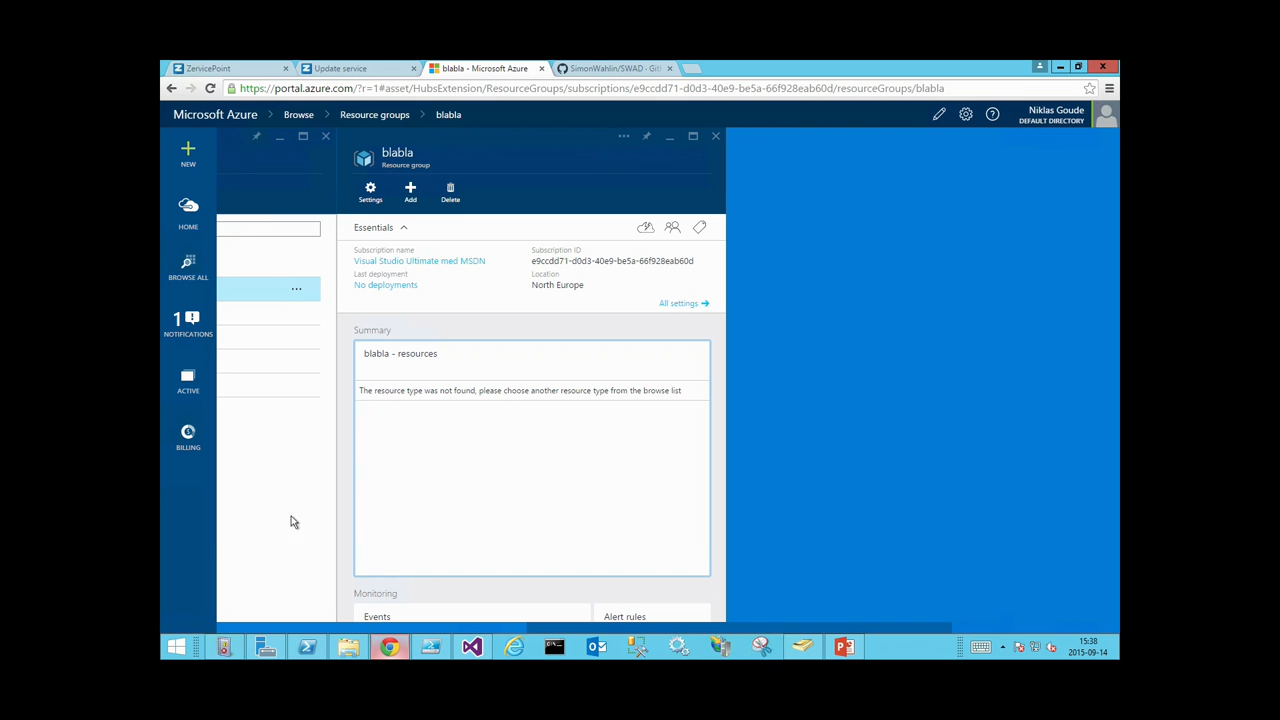 ZervicePoint
Update service
blabla - Microsoft Azure
SimonWahlin/SWAD - Git
https://portal.azure.com/?r=1#asset/HubsExtension/ResourceGroups/subscriptions/e9ccdd71-d0d3-40e9-be5a-66f928eab60d/resourceGroups/blabla
Microsoft Azure
Browse
Resource groups
blabla
Niklas Goude
DEFAULT DIRECTORY
NEW
HOME
BROWSE ALL
1
NOTIFICATIONS
ACTIVE
BILLING
blabla
Resource group
Settings
Add
Delete
Essentials
Subscription name
Visual Studio Ultimate med MSDN
Subscription ID
e9ccdd71-d0d3-40e9-be5a-66f928eab60d
Last deployment
No deployments
Location
North Europe
All settings
Summary
blabla - resources
The resource type was not found, please choose another resource type from the browse list
Monitoring
Events
Alert rules
15:38
2015-09-14